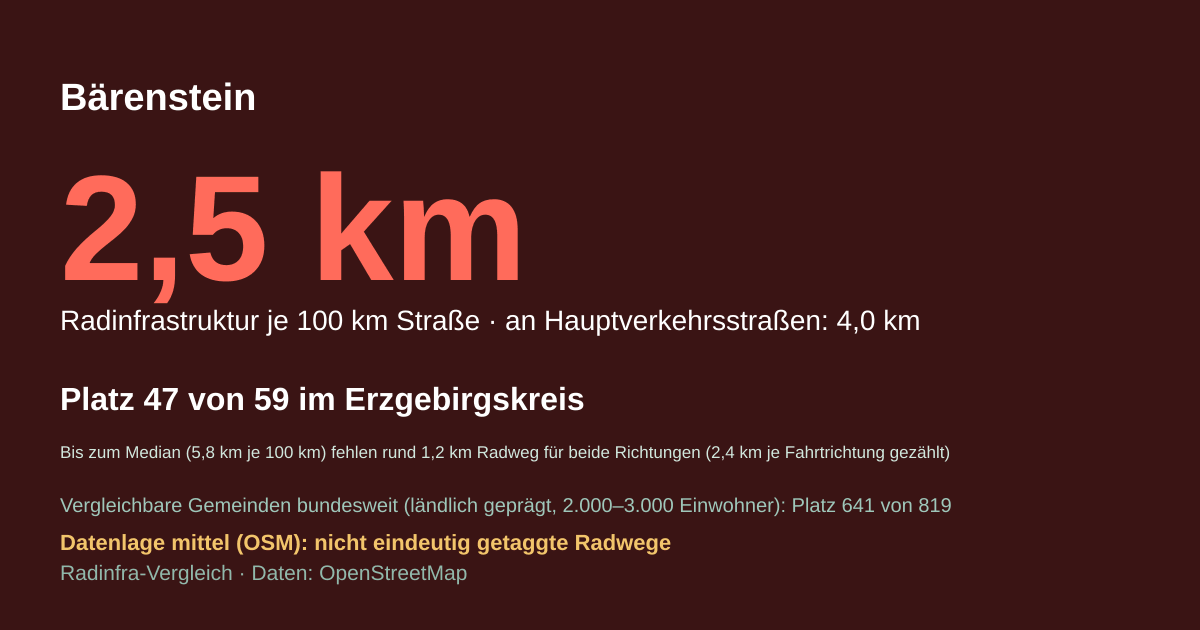 Bärenstein
2,5 km
Radinfrastruktur je 100 km Straße · an Hauptverkehrsstraßen: 4,0 km
Platz 47 von 59 im Erzgebirgskreis
Bis zum Median (5,8 km je 100 km) fehlen rund 1,2 km Radweg für beide Richtungen (2,4 km je Fahrtrichtung gezählt)
Vergleichbare Gemeinden bundesweit (ländlich geprägt, 2.000–3.000 Einwohner): Platz 641 von 819
Datenlage mittel (OSM): nicht eindeutig getaggte Radwege
Radinfra-Vergleich · Daten: OpenStreetMap